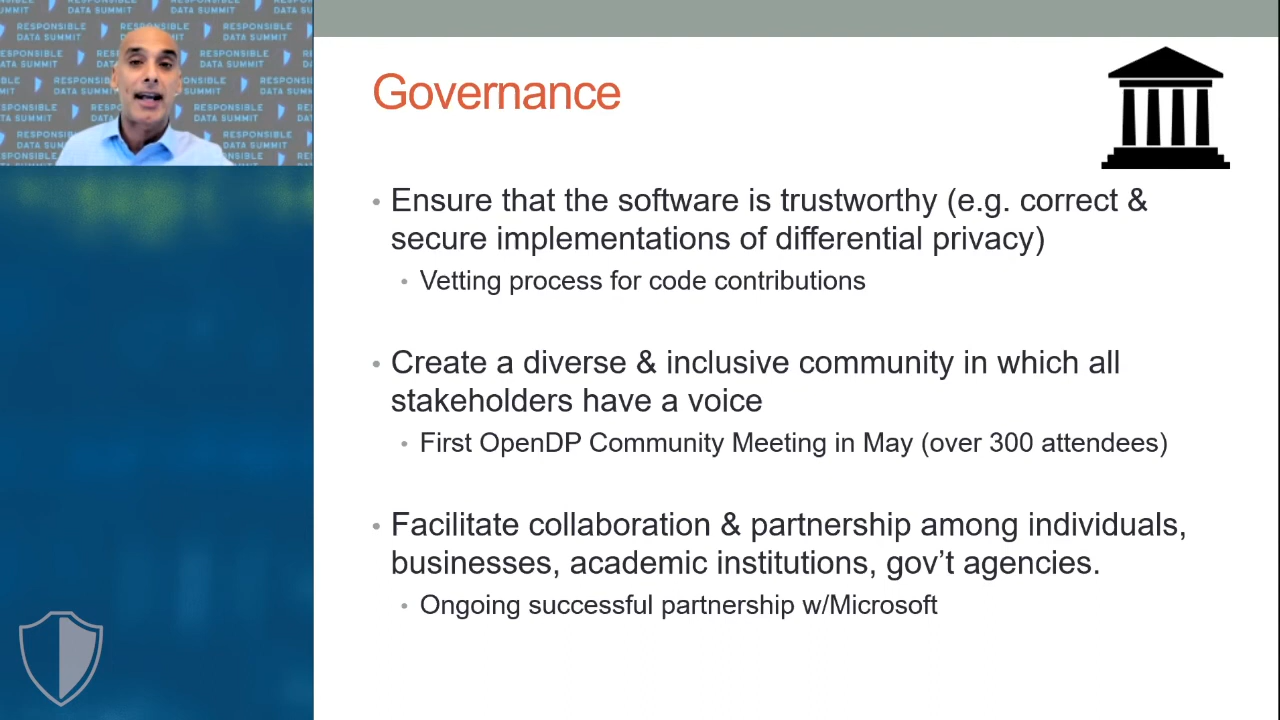 RESPONSIBLE
DATA SUMMIT
Governance
• Ensure that the software is trustworthy (e.g. correct &
secure implementations of differential privacy)
• Vetting process for code contributions
• Create a diverse & inclusive community in which all
stakeholders have a voice
• First OpenDP Community Meeting in May (over 300 attendees)
• Facilitate collaboration & partnership among individuals,
businesses, academic institutions, gov’t agencies.
• Ongoing successful partnership w/Microsoft